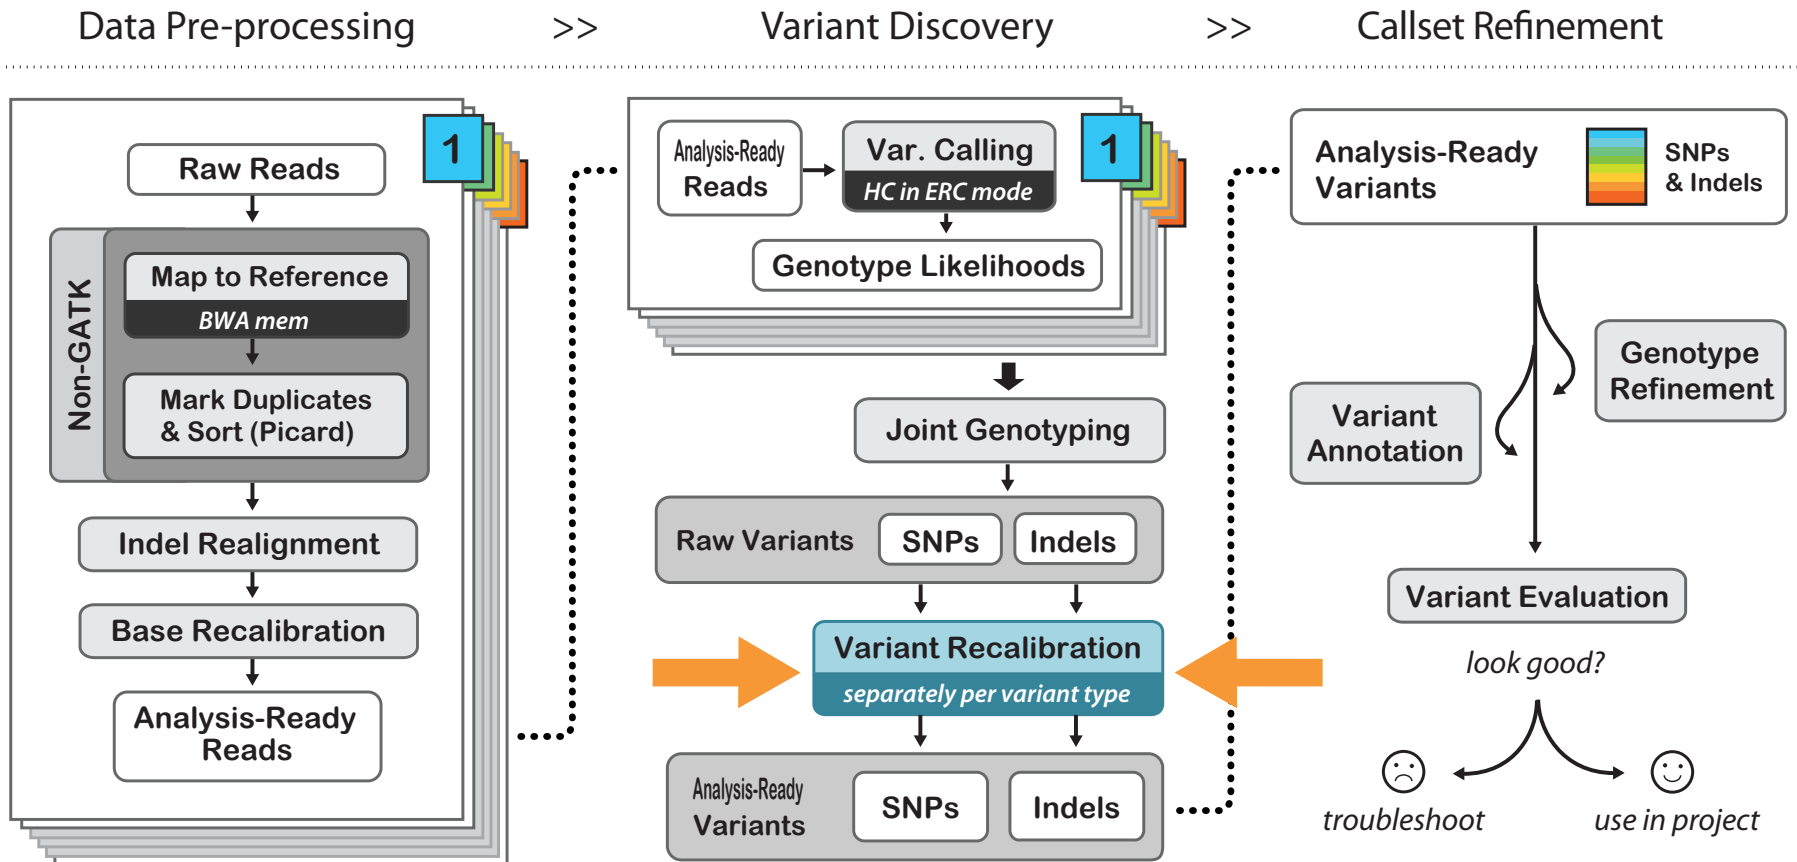 Data Pre-processing >> Variant Discovery >> Callset Refinement
1
Raw Reads
Non-GATK
Map to Reference
BWA mem
Mark Duplicates
& Sort (Picard)
Indel Realignment
Base Recalibration
Analysis-Ready
Reads
1
Analysis-Ready
Reads
Var. Calling
HC in ERC mode
Genotype Likelihoods
Joint Genotyping
Raw Variants
SNPs
Indels
Variant Recalibration
separately per variant type
Analysis-Ready
Variants
SNPs
Indels
Analysis-Ready
Variants
SNPs
& Indels
Genotype
Refinement
Variant
Annotation
Variant Evaluation
look good?
troubleshoot
use in project